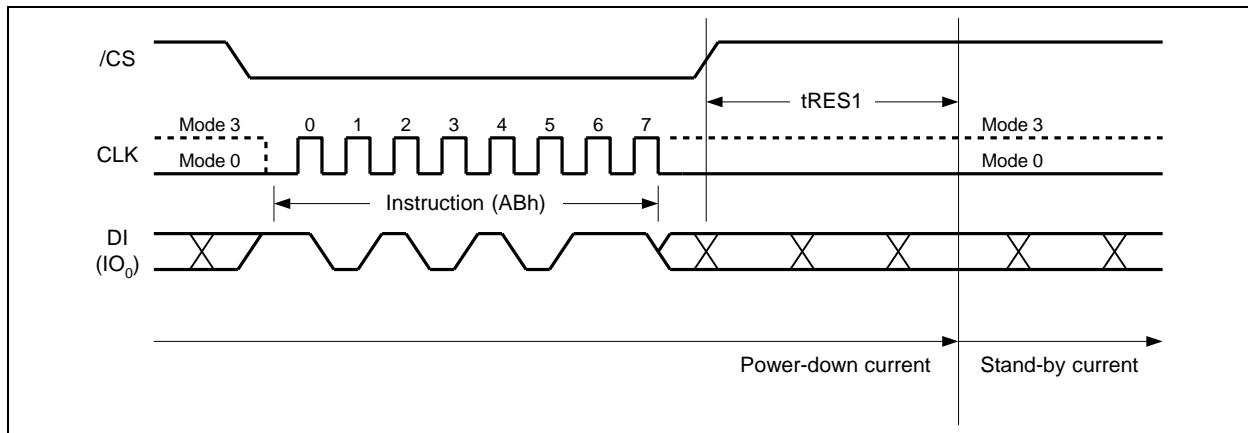 /CS
tRES1
Mode 3
0 1 2 3 4 5 6 7
Mode 3
CLK
Mode 0
Mode 0
Instruction (ABh)
DI
(IO₀)
Power-down current
Stand-by current